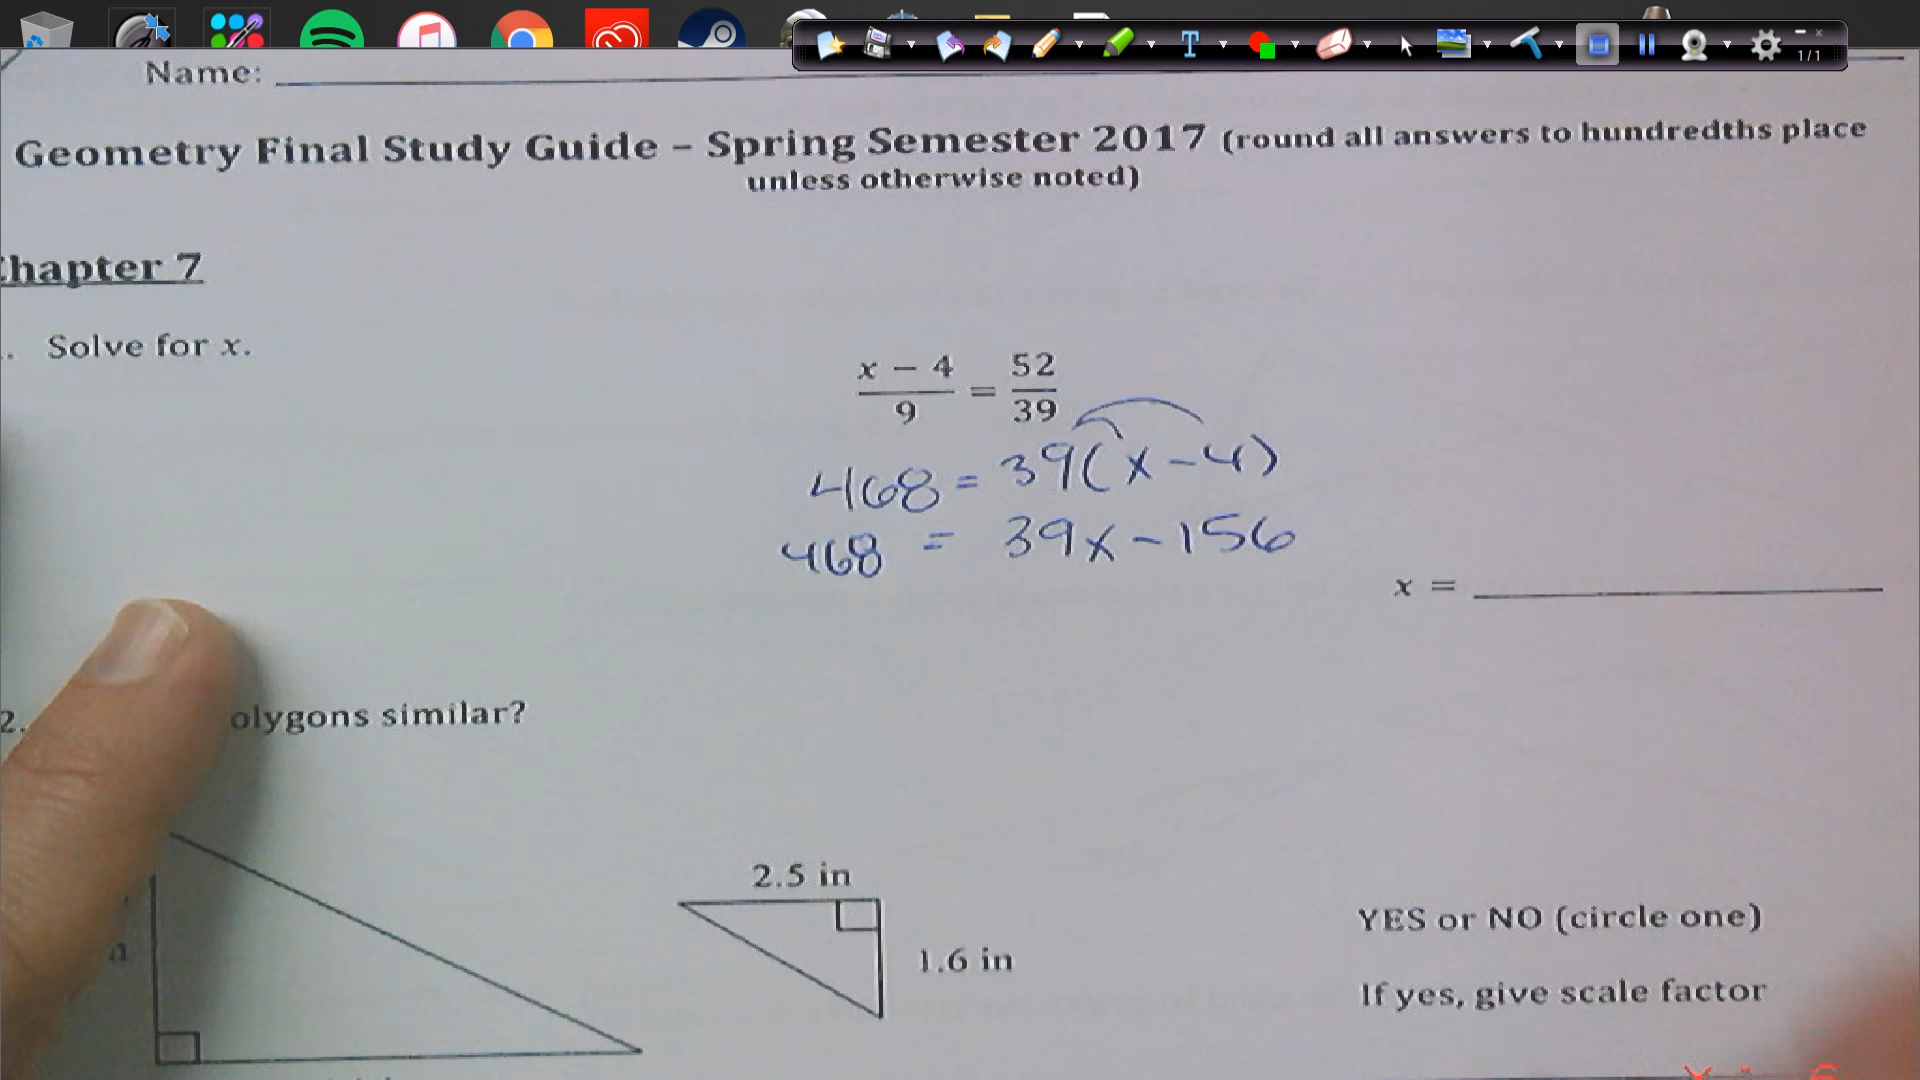 1/1
Name:
Geometry Final Study Guide – Spring Semester 2017 (round all answers to hundredths place
unless otherwise noted)
hapter 7
. Solve for x.
x – 4 / 9 = 52 / 39
468 = 39(x-4)
468 = 39x-156
x =
2. olygons similar?
2.5 in
1.6 in
YES or NO (circle one)
If yes, give scale factor